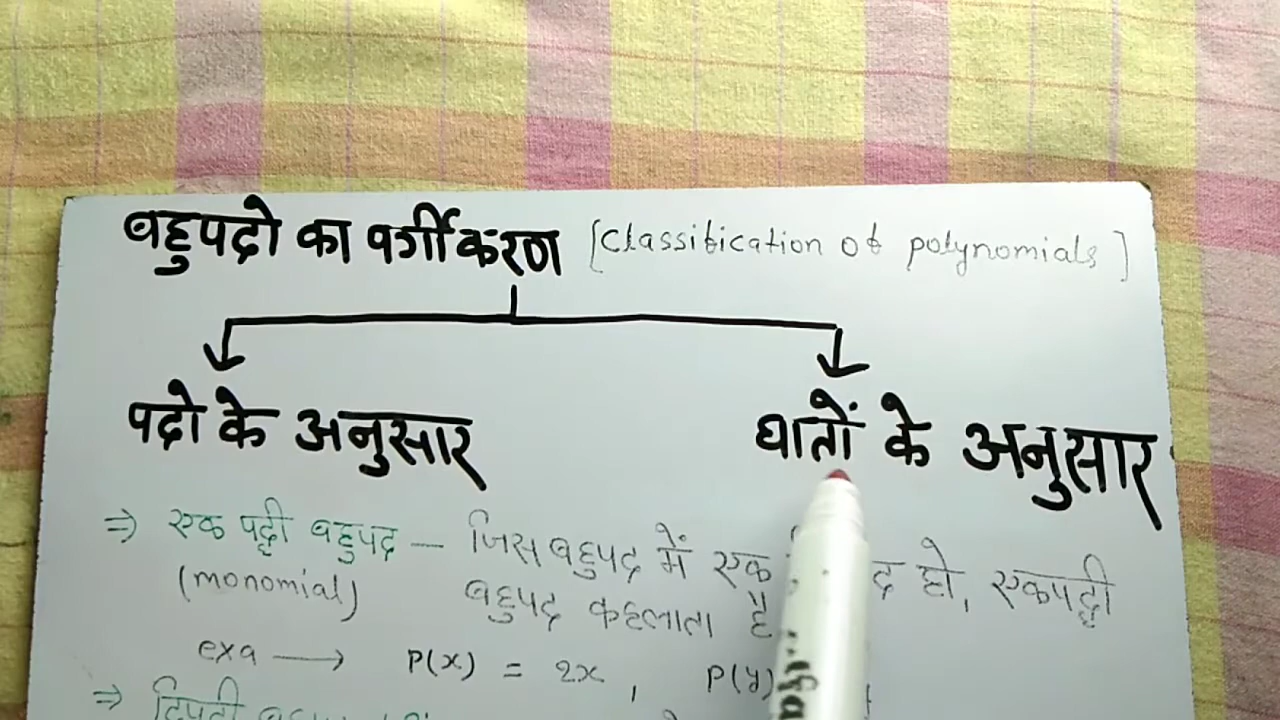 बहुपदो का वर्गीकरण [Classification of polynomials]
पदो के अनुसार घातों के अनुसार
⇒ एक पद्दी बहुपद — जिस बहुपद में एक द हो, एकपद्दी
(monomial) बहुपद कहलाता है
exa → P(x) = 2x , P(y)
⇒ द्विपदी